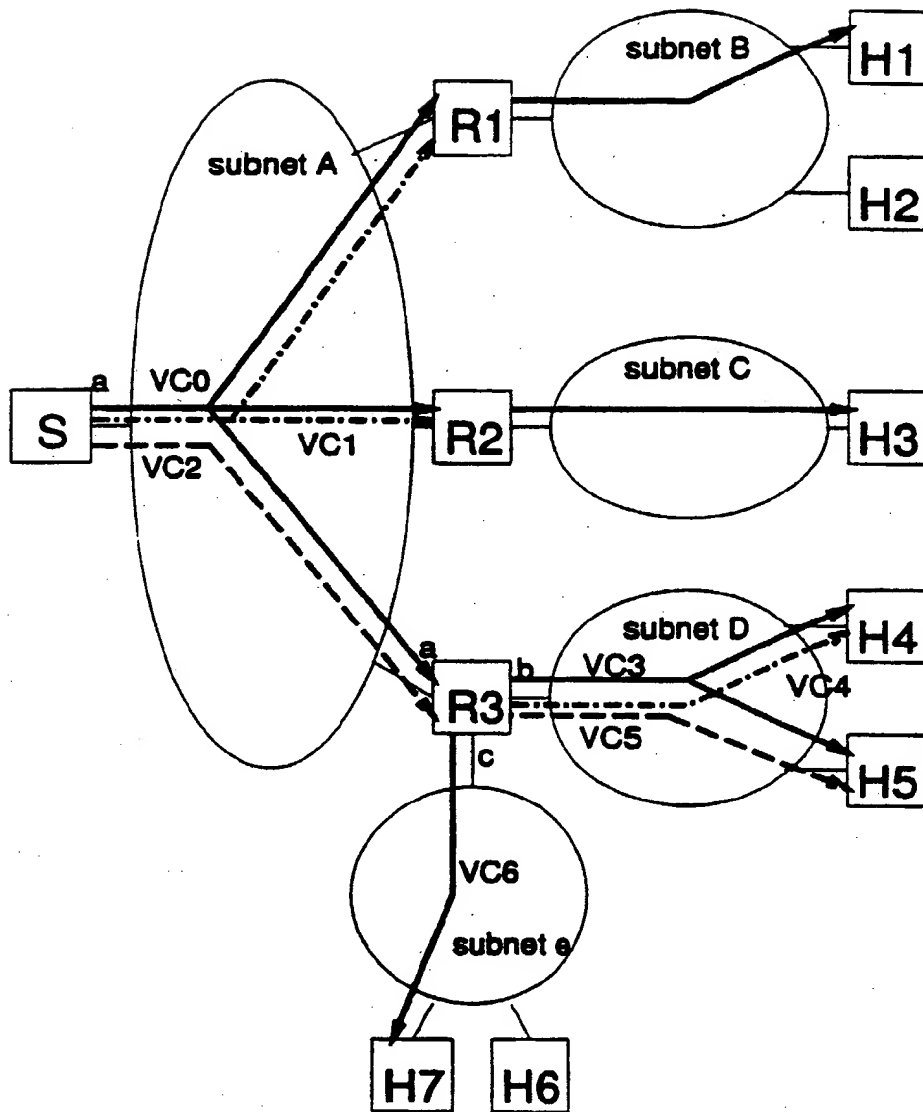 subnet B
H1
R1
subnet A
H2
subnet C
a
VC0
S
VC1
R2
H3
VC2
subnet D
H4
a
b
VC3
VC4
R3
VC5
c
H5
VC6
subnet e
H7
H6